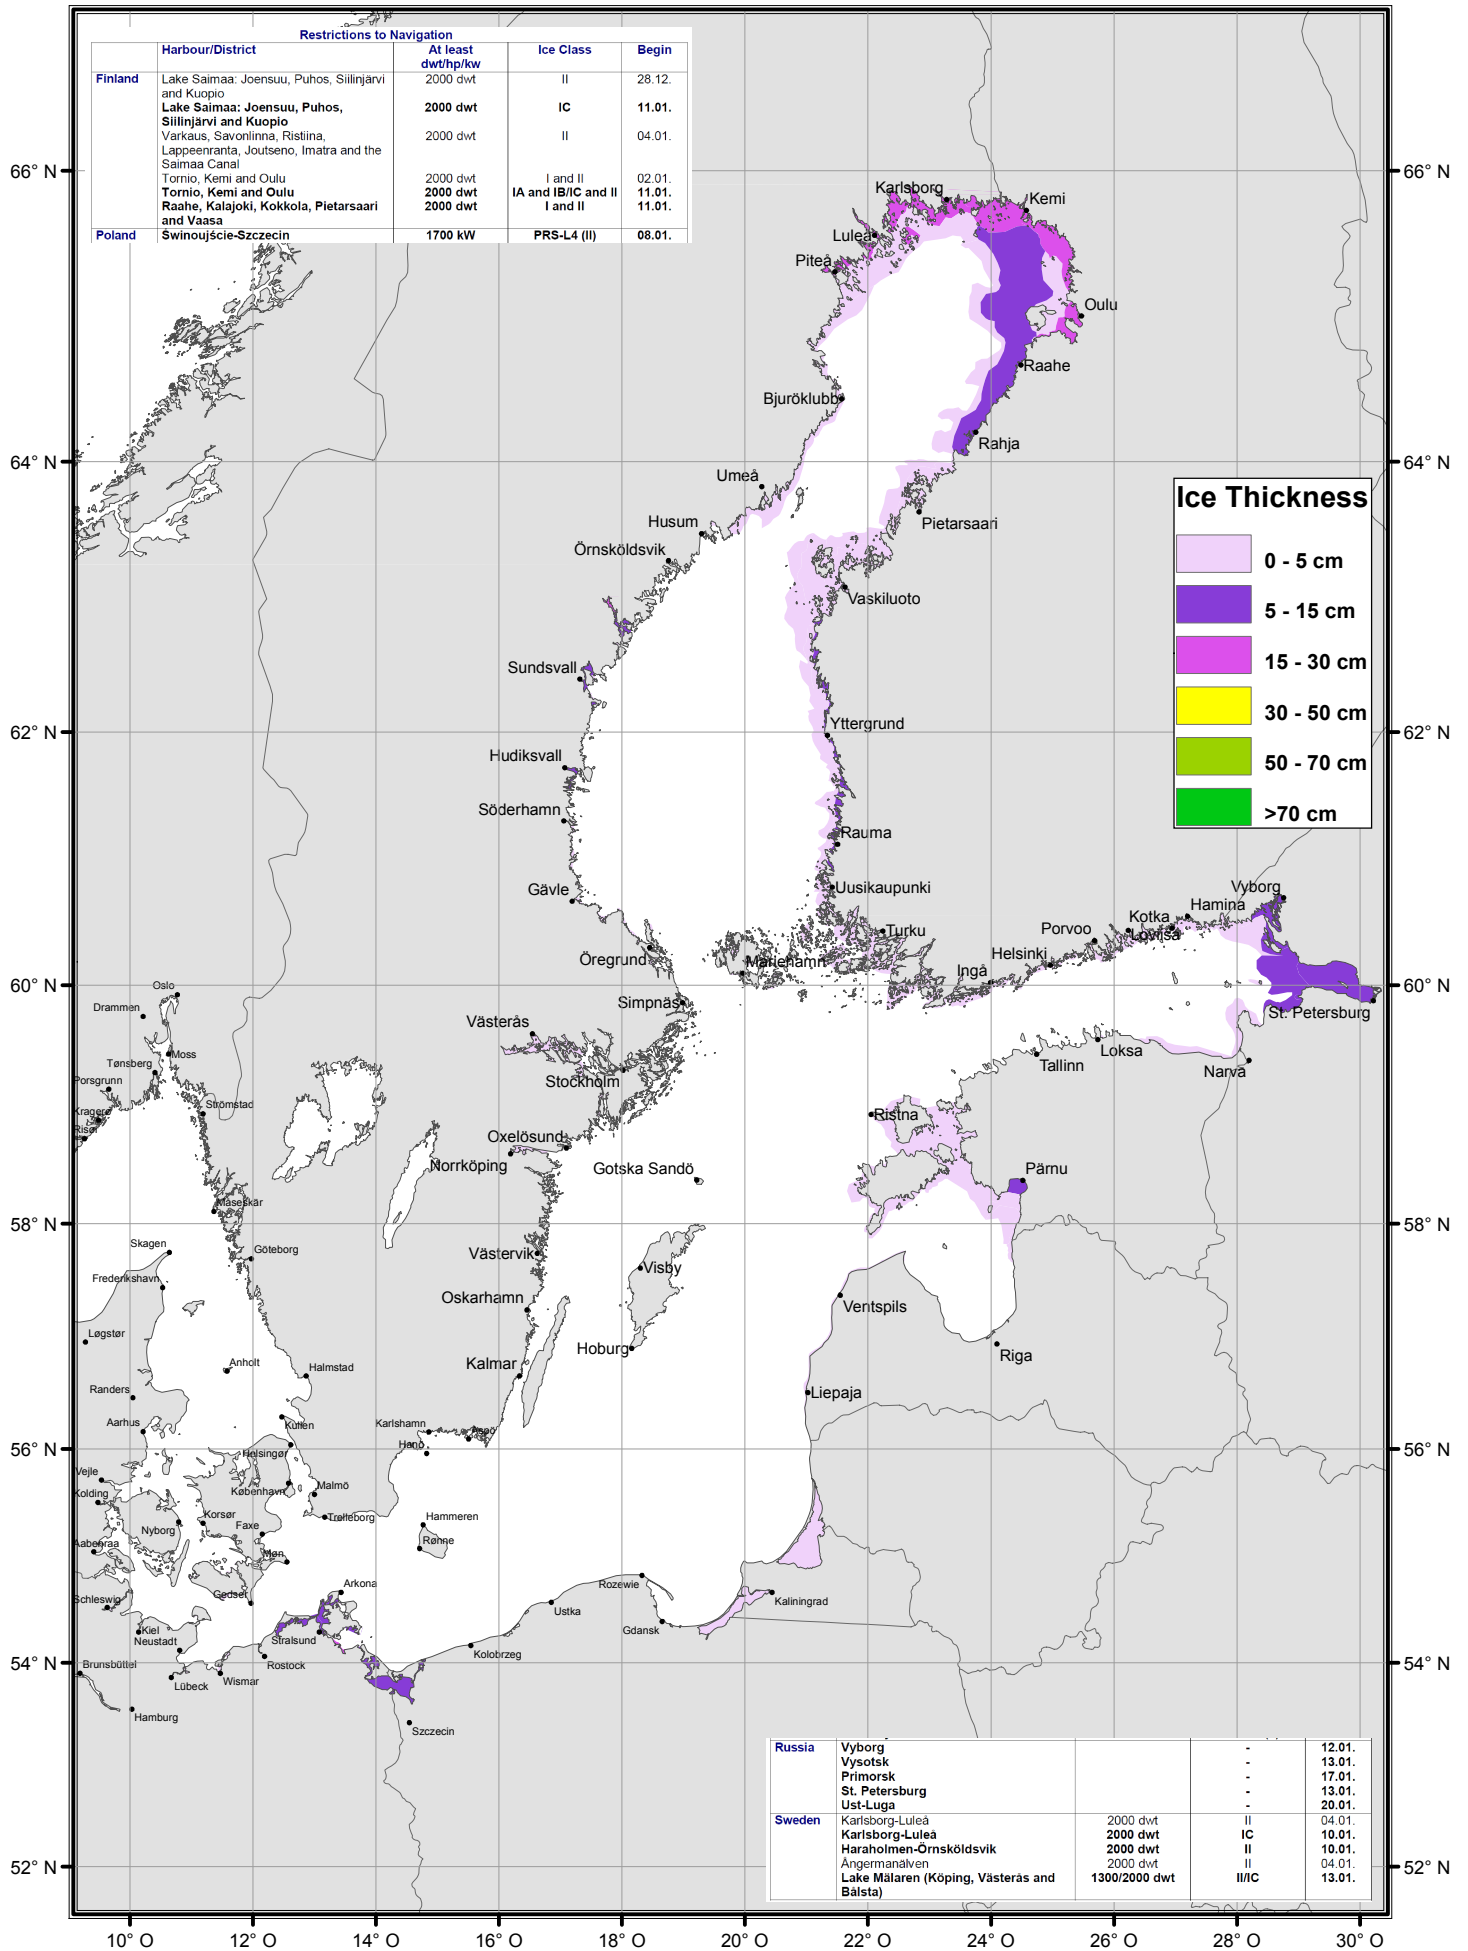 Restrictions to Navigation
Harbour/District At least dwt/hp/kw Ice Class Begin
Finland Lake Saimaa: Joensuu, Puhos, Siilinjärvi 2000 dwt II 28.12.
and Kuopio
Lake Saimaa: Joensuu, Puhos, 2000 dwt IC 11.01.
Siilinjärvi and Kuopio
Varkaus, Savonlinna, Ristiina, 2000 dwt II 04.01.
Lappeenranta, Joutseno, Imatra and the
Saimaa Canal
Tornio, Kemi and Oulu 2000 dwt I and II 02.01.
Tornio, Kemi and Oulu 2000 dwt IA and IB/IC and II 11.01.
Raahe, Kalajoki, Kokkola, Pietarsaari 2000 dwt I and II 11.01.
and Vaasa
Poland Świnoujście-Szczecin 1700 kW PRS-L4 (II) 08.01.
66° N
66° N
Karlsborg
Kemi
Luleå
Piteå
Oulu
Raahe
Bjuröklubb
Rahja
64° N
64° N
Umeå
Ice Thickness
0 - 5 cm
5 - 15 cm
15 - 30 cm
30 - 50 cm
50 - 70 cm
>70 cm
Pietarsaari
Husum
Örnsköldsvik
Vaskiluoto
Sundsvall
Yttergrund
62° N
62° N
Hudiksvall
Söderhamn
Rauma
Gävle
Uusikaupunki
Vyborg
Hamina
Kotka
Lovijsa
Porvoo
Turku
Helsinki
Öregrund
Mariehamn
Ingå
60° N
60° N
Oslo
Drammen
Simpnäs
St. Petersburg
Västerås
Moss
Tønsberg
Loksa
Tallinn
Narva
Porsgrunn
Stockholm
Kragerø
Strömstad
Ristna
Risør
Oxelösund
Norrköping
Gotska Sandö
Pärnu
Måseskär
58° N
58° N
Skagen
Göteborg
Västervik
Visby
Frederikshavn
Oskarhamn
Ventspils
Løgstør
Hoburg
Riga
Anholt
Halmstad
Kalmar
Randers
Liepaja
Aarhus
Kullen
Karlshamn
Aspö
Hanö
56° N
56° N
Helsingør
Vejle
København
Malmö
Kolding
Korsør
Faxe
Trelleborg
Hammeren
Nyborg
Rønne
Aabenraa
Møn
Rozewie
Arkona
Kaliningrad
Schleswig
Gedser
Ustka
Kiel
Neustadt
Stralsund
Gdansk
Kolobrzeg
54° N
54° N
Brunsbüttel
Rostock
Lübeck
Wismar
Hamburg
Szczecin
Russia Vyborg - 12.01.
Vysotsk - 13.01.
Primorsk - 17.01.
St. Petersburg - 13.01.
Ust-Luga - 20.01.
Sweden Karlsborg-Luleå 2000 dwt II 04.01.
Karlsborg-Luleå 2000 dwt IC 10.01.
Haraholmen-Örnsköldsvik 2000 dwt II 10.01.
Ångermanälven 2000 dwt II 04.01.
Lake Mälaren (Köping, Västerås and 1300/2000 dwt II/IC 13.01.
Bålsta)
52° N
52° N
10° O 12° O 14° O 16° O 18° O 20° O 22° O 24° O 26° O 28° O 30° O